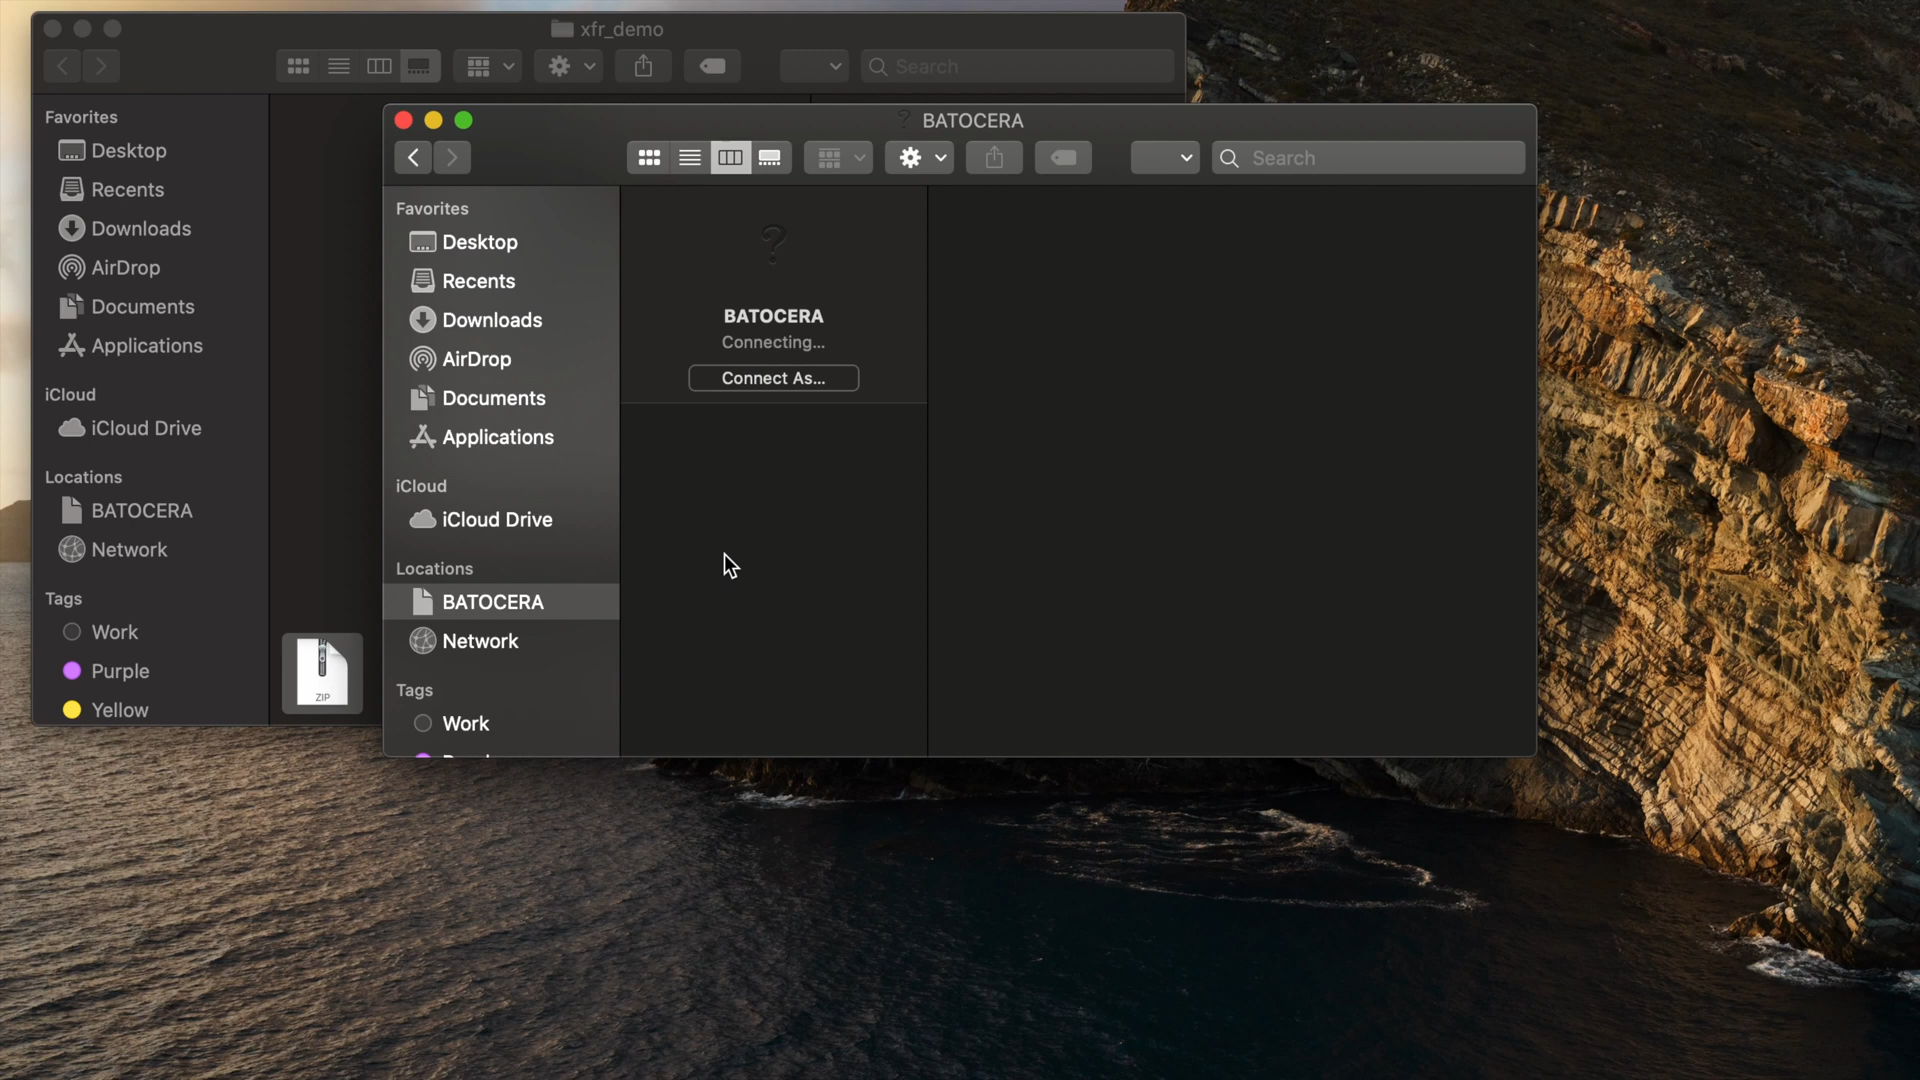 xfr_demo
Search
Favorites
Desktop
Recents
Downloads
AirDrop
Documents
Applications
iCloud
iCloud Drive
Locations
BATOCERA
Network
Tags
Work
Purple
Yellow
ZIP
BATOCERA
Search
Favorites
Desktop
Recents
Downloads
AirDrop
Documents
Applications
iCloud
iCloud Drive
Locations
BATOCERA
Network
Tags
Work
?
BATOCERA
Connecting...
Connect As...